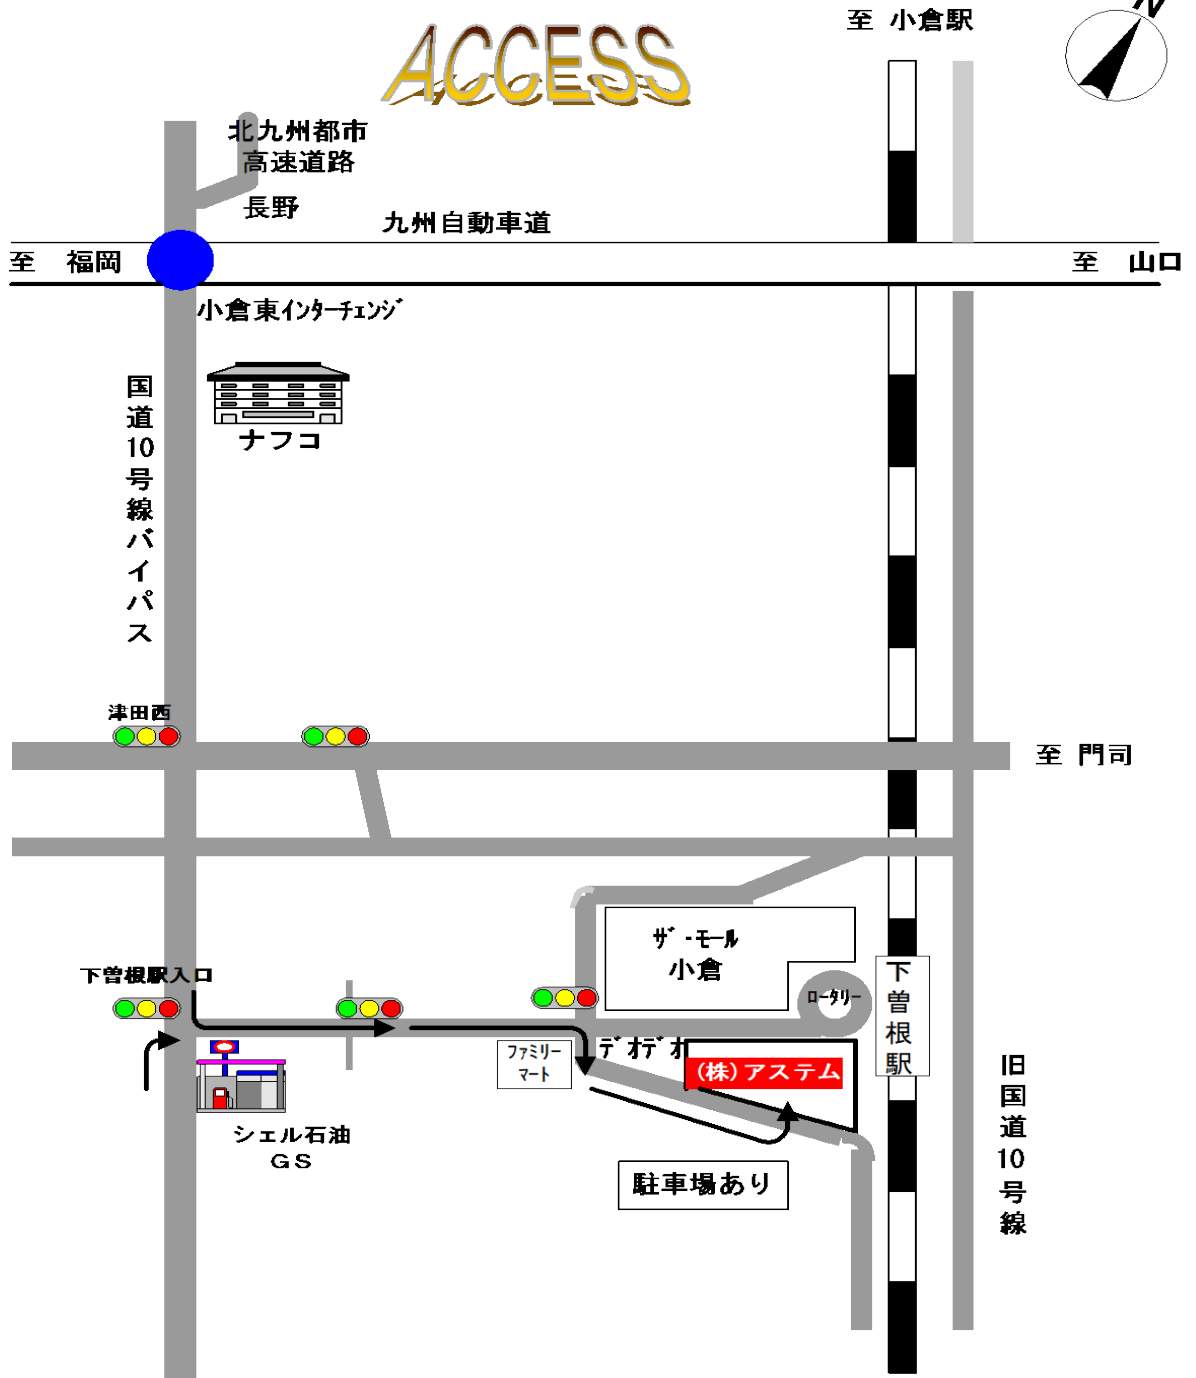 至 小倉駅
N
ACCESS
北九州都市
高速道路
長野
九州自動車道
至 福岡
至 山口
小倉東ｲﾝﾀｰﾁｪﾝｼﾞ
国道10号線バイパス
ナフコ
津田西
至 門司
ｻﾞ・ﾓｰﾙ
小倉
下曽根駅入口
ﾛｰﾀﾘｰ
下曽根駅
ﾌｧﾐﾘｰ
ﾏｰﾄ
ﾃﾞｵﾃﾞｵ
(株)アステム
旧国道10号線
シェル石油
GS
駐車場あり